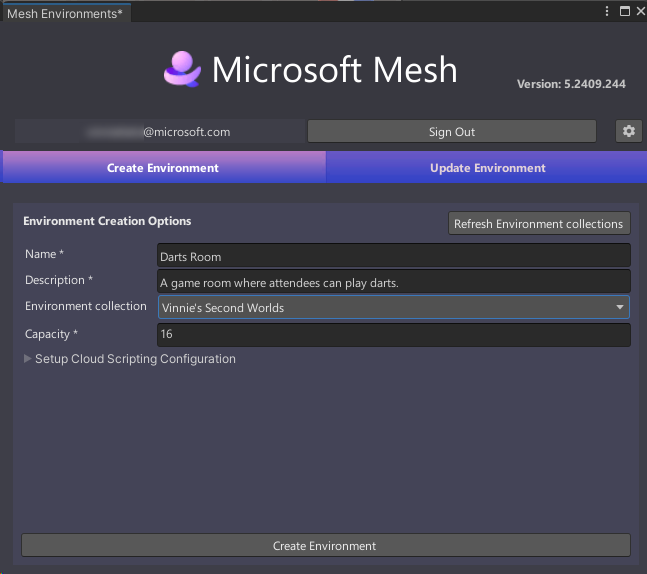 Mesh Environments*
Microsoft Mesh
Version: 5.2409.244
@microsoft.com
Sign Out
Create Environment
Update Environment
Environment Creation Options
Refresh Environment collections
Name *
Darts Room
Description *
A game room where attendees can play darts.
Environment collection
Vinnie's Second Worlds
Capacity *
16
Setup Cloud Scripting Configuration
Create Environment